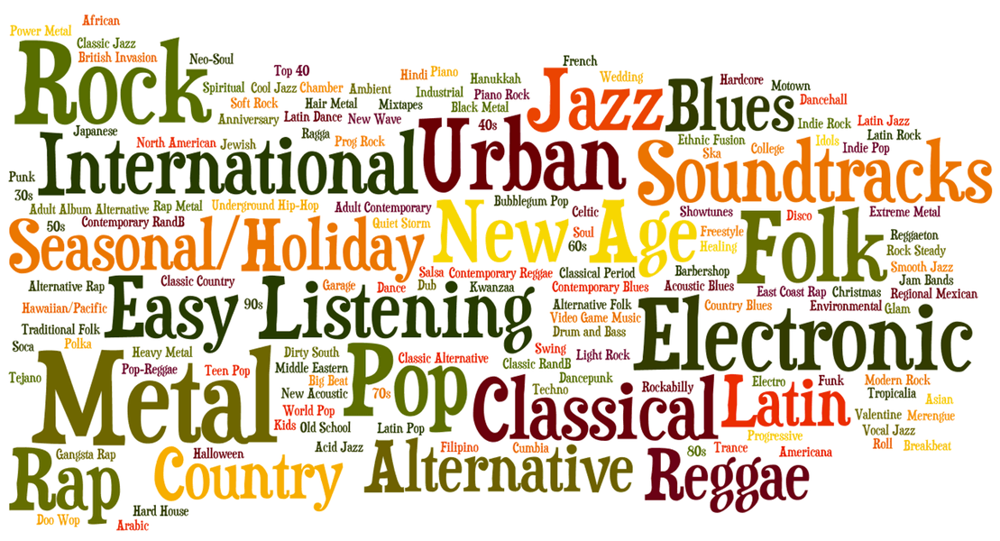 African
Power Metal
Classic Jazz
British Invasion
Neo-Soul
Rock
Top 40
Hindi
Piano
French
Wedding
Hanukkah
Hardcore
Motown
Spiritual
Cool Jazz
Chamber
Ambient
Industrial
Piano Rock
Jazz
Blues
Dancehall
Soft Rock
Hair Metal
Mixtapes
Black Metal
Anniversary
Latin Dance
New Wave
40s
Indie Rock
Latin Jazz
Japanese
Ragga
Latin Rock
North American
Jewish
Prog Rock
Urban
Ethnic Fusion
Idols
Ska
College
Indie Pop
International
Soundtracks
Punk
30s
Adult Album Alternative
Rap Metal
Underground Hip-Hop
Adult Contemporary
Bubblegum Pop
Celtic
Showtunes
Disco
Extreme Metal
50s
Contemporary RandB
Quiet Storm
New Age
Soul
60s
Freestyle
Healing
Folk
Reggaeton
Rock Steady
Seasonal/Holiday
Salsa
Contemporary Reggae
Classical Period
Barbershop
Smooth Jazz
Jam Bands
Alternative Rap
Classic Country
Garage
Dance
Dub
Kwanzaa
Contemporary Blues
Acoustic Blues
East Coast Rap
Christmas
Regional Mexican
Hawaiian/Pacific
Easy Listening
90s
Alternative Folk
Country Blues
Environmental
Glam
Video Game Music
Traditional Folk
Drum and Bass
Electronic
Soca
Polka
Heavy Metal
Dirty South
Swing
Light Rock
Classic Alternative
Classic RandB
Tejano
Metal
Pop-Reggae
Teen Pop
Middle Eastern
Big Beat
Pop
Dancepunk
Rockabilly
Electro
Funk
Modern Rock
New Acoustic
70s
Techno
Tropicalia
Asian
World Pop
Classical
Latin
Kids
Old School
Latin Pop
Valentine
Merengue
Vocal Jazz
Progressive
Roll
Breakbeat
Gangsta Rap
Halloween
Acid Jazz
Filipino
Cumbia
80s
Trance
Americana
Rap
Country
Alternative
Reggae
Hard House
Doo Wop
Arabic